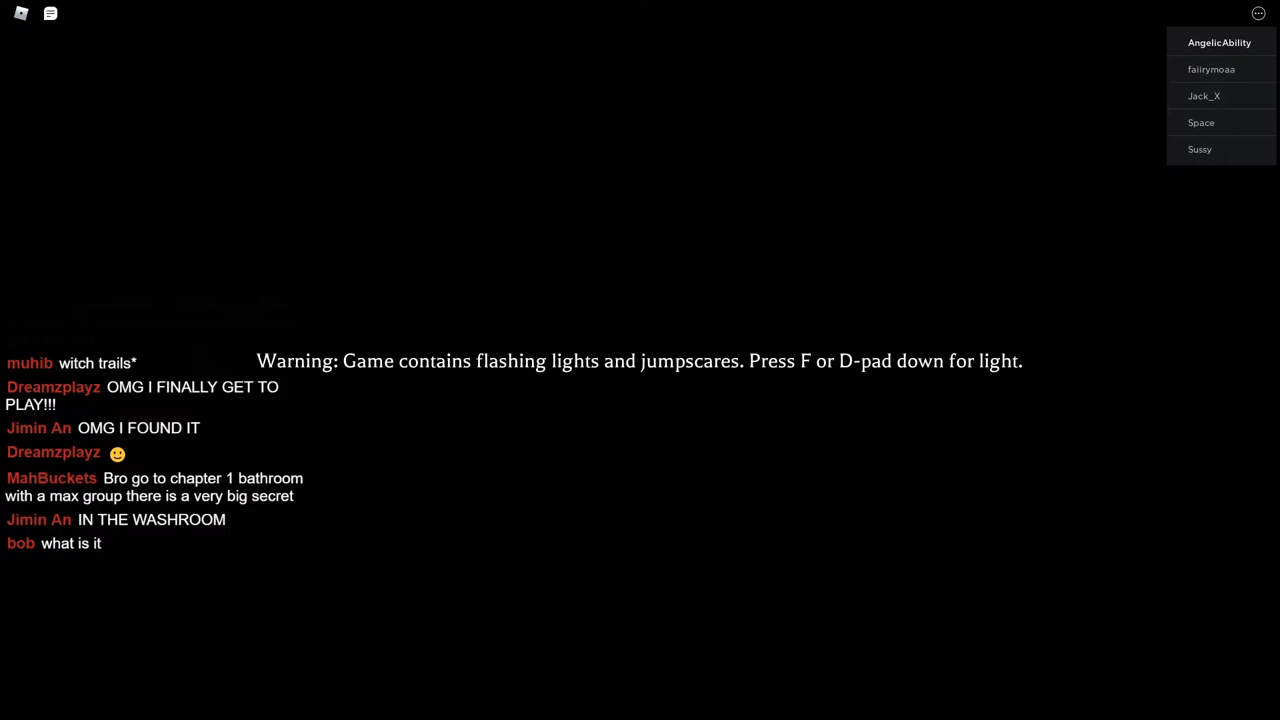 AngelicAbility
faiirymoaa
Jack_X
Space
Sussy
muhib witch trails*
Warning: Game contains flashing lights and jumpscares. Press F or D-pad down for light.
Dreamzplayz OMG I FINALLY GET TO
PLAY!!!
Jimin An OMG I FOUND IT
Dreamzplayz 🙂
MahBuckets Bro go to chapter 1 bathroom
with a max group there is a very big secret
Jimin An IN THE WASHROOM
bob what is it